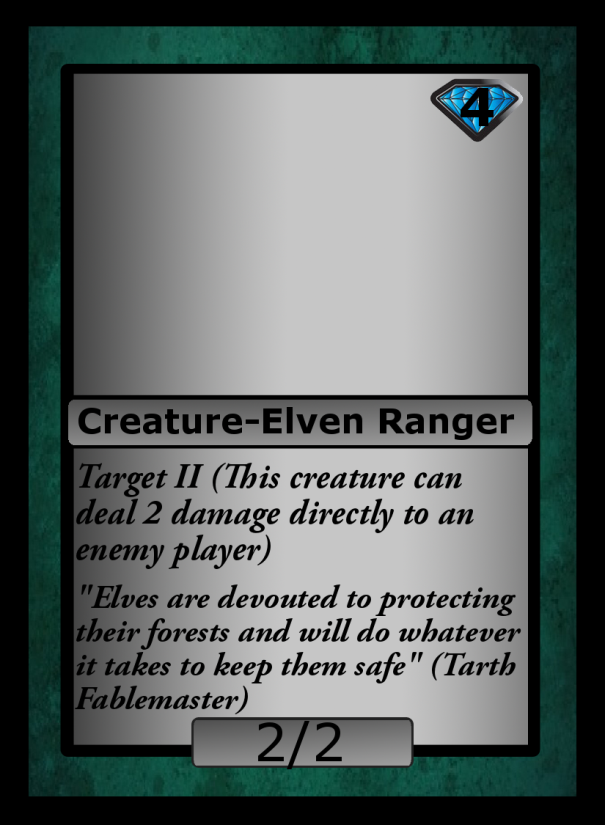 4
Creature-Elven Ranger
Target II (This creature can
deal 2 damage directly to an
enemy player)
"Elves are devouted to protecting
their forests and will do whatever
it takes to keep them safe" (Tarth
Fablemaster)
2/2